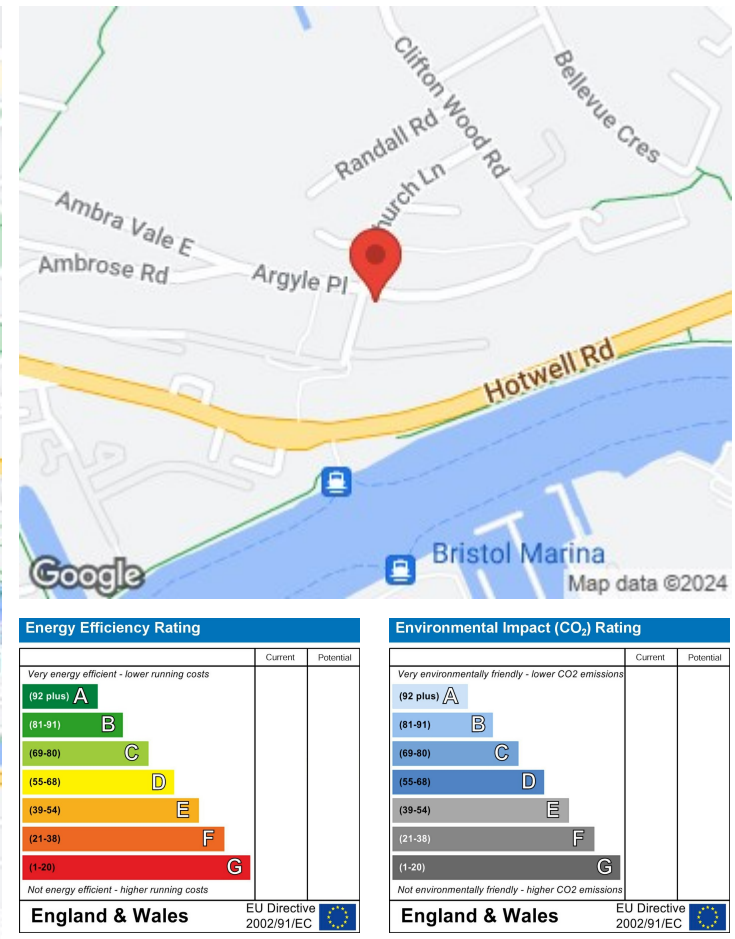 Clifton Wood Rd
Bellevue Cres
Randall Rd
Church Ln
Ambra Vale E
Ambrose Rd
Argyle Pl
Hotwell Rd
Bristol Marina
Google
Map data ©2024
Energy Efficiency Rating
Current Potential
Very energy efficient - lower running costs
(92 plus) A
(81-91) B
(69-80) C
(55-68) D
(39-54) E
(21-38) F
(1-20) G
Not energy efficient - higher running costs
England & Wales
EU Directive
2002/91/EC
Environmental Impact (CO₂) Rating
Current Potential
Very environmentally friendly - lower CO2 emissions
(92 plus) A
(81-91) B
(69-80) C
(55-68) D
(39-54) E
(21-38) F
(1-20) G
Not environmentally friendly - higher CO2 emissions
England & Wales
EU Directive
2002/91/EC